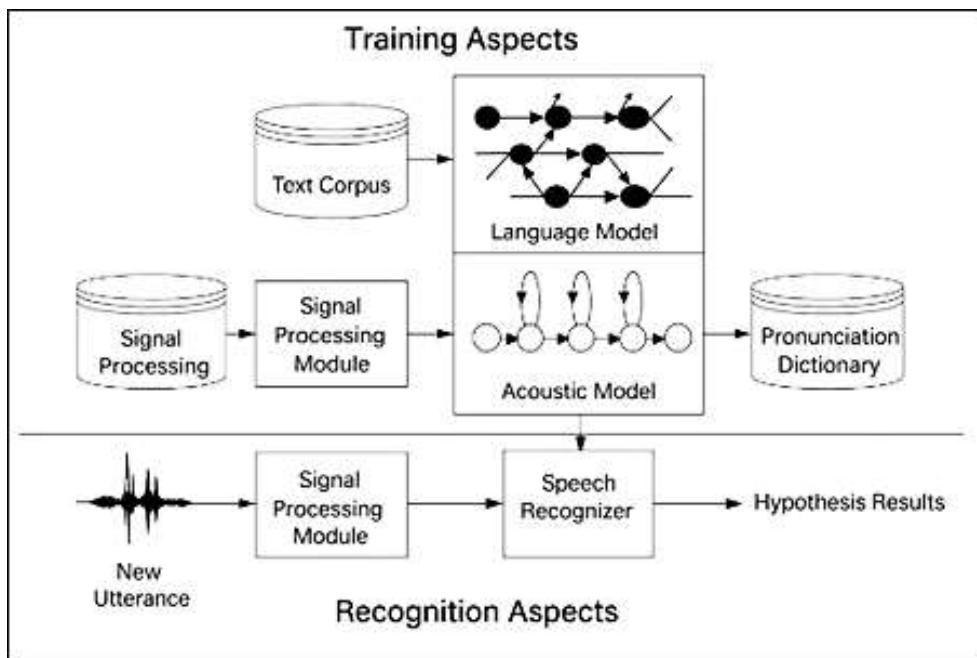 Training Aspects
Text Corpus
Language Model
Signal
Processing
Signal
Processing
Module
Acoustic Model
Pronunciation
Dictionary
New
Utterance
Signal
Processing
Module
Speech
Recognizer
Hypothesis Results
Recognition Aspects